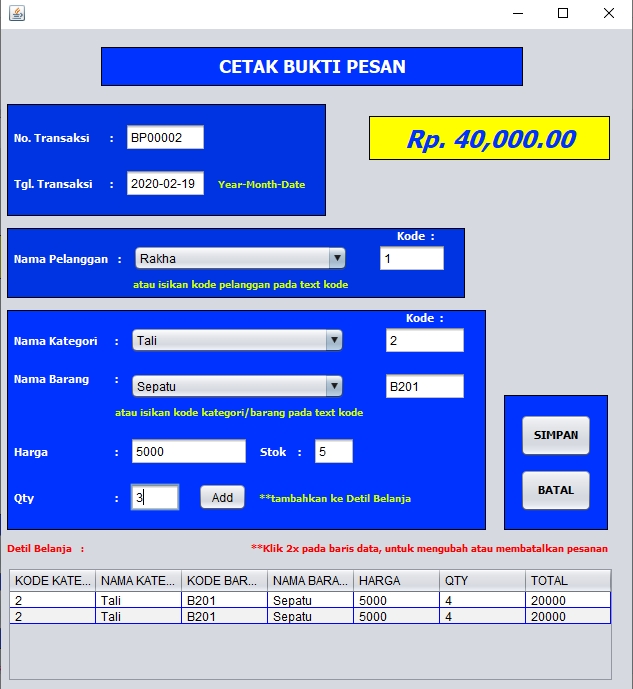 CETAK BUKTI PESAN
No. Transaksi : BP00002
Rp. 40,000.00
Tgl. Transaksi : 2020-02-19 Year-Month-Date
Kode :
Nama Pelanggan : Rakha 1
atau isikan kode pelanggan pada text kode
Kode :
Nama Kategori : Tali 2
Nama Barang : Sepatu B201
atau isikan kode kategori/barang pada text kode
Harga : 5000 Stok : 5
Qty : 3 Add **tambahkan ke Detil Belanja
SIMPAN
BATAL
Detil Belanja : **Klik 2x pada baris data, untuk mengubah atau membatalkan pesanan
KODE KATE... NAMA KATE... KODE BAR... NAMA BARA... HARGA QTY TOTAL
2 Tali B201 Sepatu 5000 4 20000
2 Tali B201 Sepatu 5000 4 20000